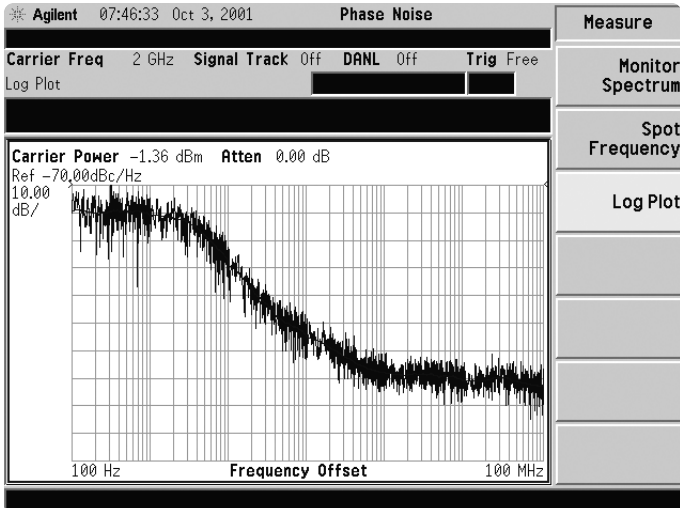 Agilent 07:46:33 Oct 3, 2001 Phase Noise
Measure
Carrier Freq 2 GHz Signal Track Off DANL Off Trig Free
Log Plot
Monitor
Spectrum
Spot
Frequency
Log Plot
Carrier Power -1.36 dBm Atten 0.00 dB
Ref -70.00dBc/Hz
10.00
dB/
100 Hz Frequency Offset 100 MHz